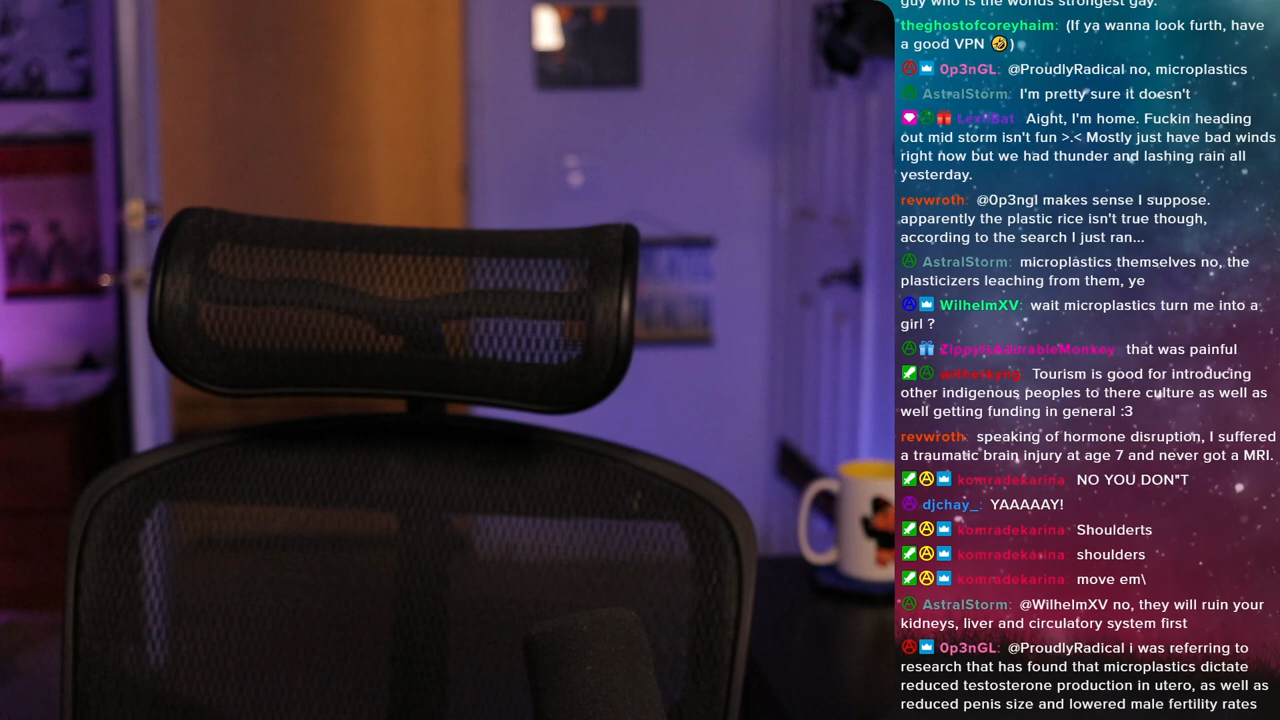 guy who is the worlds strongest gay.
theghostofcoreyhaim: (If ya wanna look furth, have
a good VPN 🤣)
0p3nGL: @ProudlyRadical no, microplastics
AstralStorm: I'm pretty sure it doesn't
LexiiBat: Aight, I'm home. Fuckin heading
out mid storm isn't fun >.< Mostly just have bad winds
right now but we had thunder and lashing rain all
yesterday.
revwroth: @0p3ngl makes sense I suppose.
apparently the plastic rice isn't true though,
according to the search I just ran...
AstralStorm: microplastics themselves no, the
plasticizers leaching from them, ye
WilhelmXV: wait microplastics turn me into a
girl ?
ZippyIsAdorableMonkey: that was painful
witherkyng: Tourism is good for introducing
other indigenous peoples to there culture as well as
well getting funding in general :3
revwroth: speaking of hormone disruption, I suffered
a traumatic brain injury at age 7 and never got a MRI.
komradekarina: NO YOU DON"T
djchay_: YAAAAAY!
komradekarina: Shoulderts
komradekarina: shoulders
komradekarina: move em\
AstralStorm: @WilhelmXV no, they will ruin your
kidneys, liver and circulatory system first
0p3nGL: @ProudlyRadical i was referring to
research that has found that microplastics dictate
reduced testosterone production in utero, as well as
reduced penis size and lowered male fertility rates